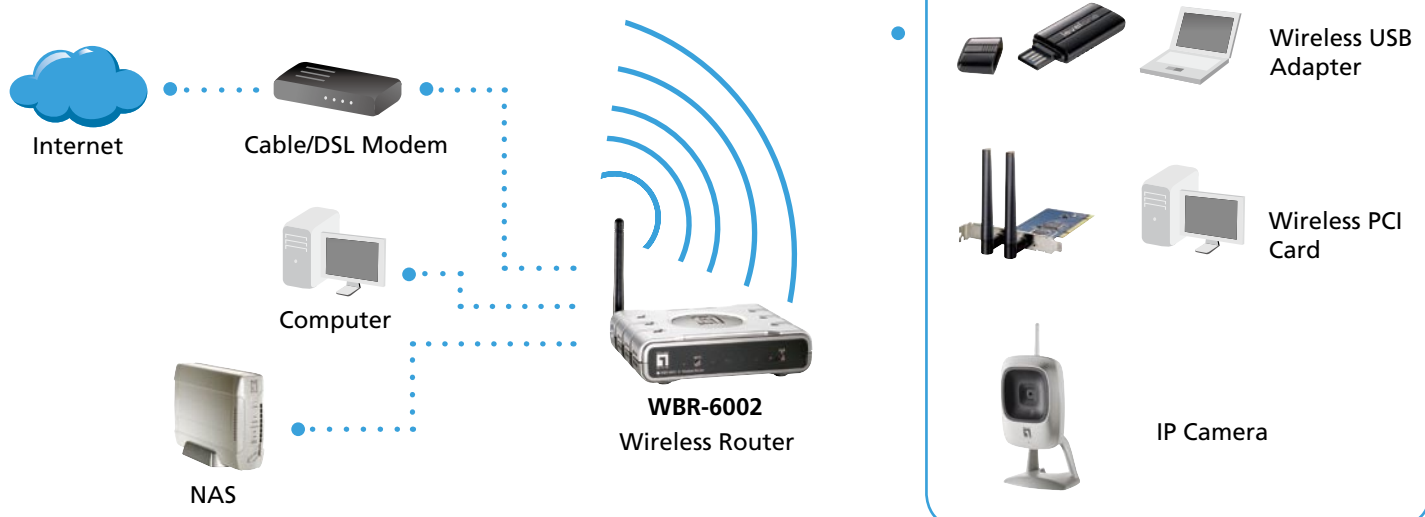 Internet
Cable/DSL Modem
Computer
NAS
WBR-6002
Wireless Router
Wireless USB
Adapter
Wireless PCI
Card
IP Camera